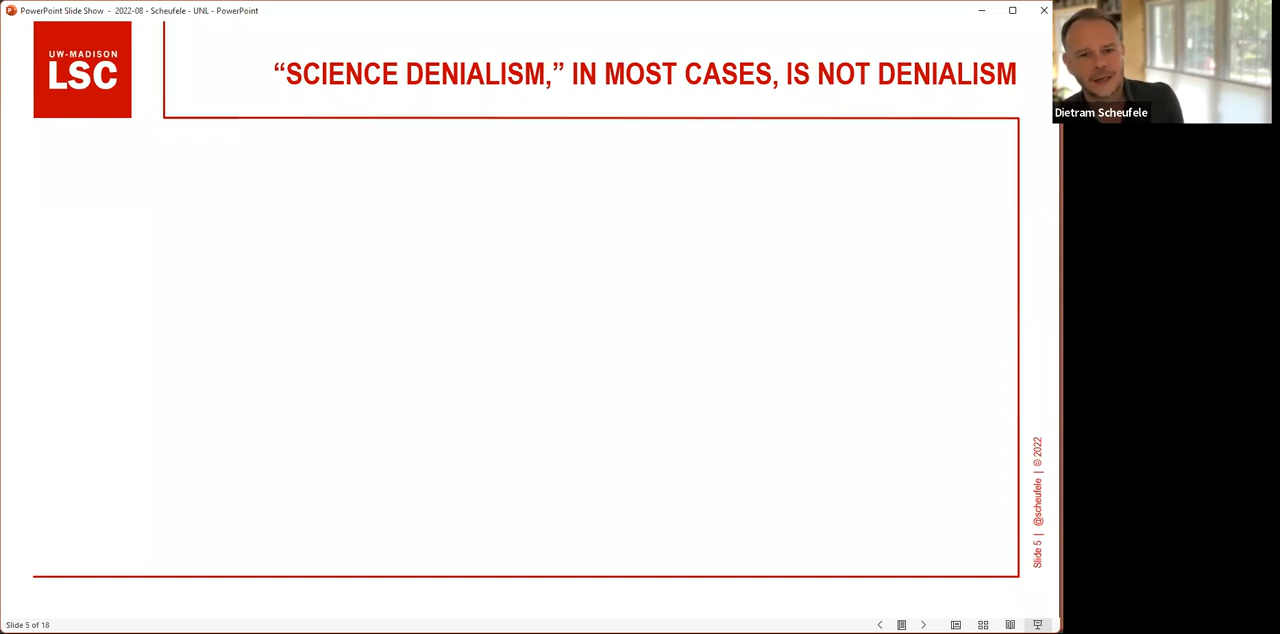 PowerPoint Slide Show - 2022-08 - Scheufele - UNL - PowerPoint
UW-MADISON
LSC
“SCIENCE DENIALISM,” IN MOST CASES, IS NOT DENIALISM
Dietram Scheufele
Slide 5 | @scheufele | © 2022
Slide 5 of 18